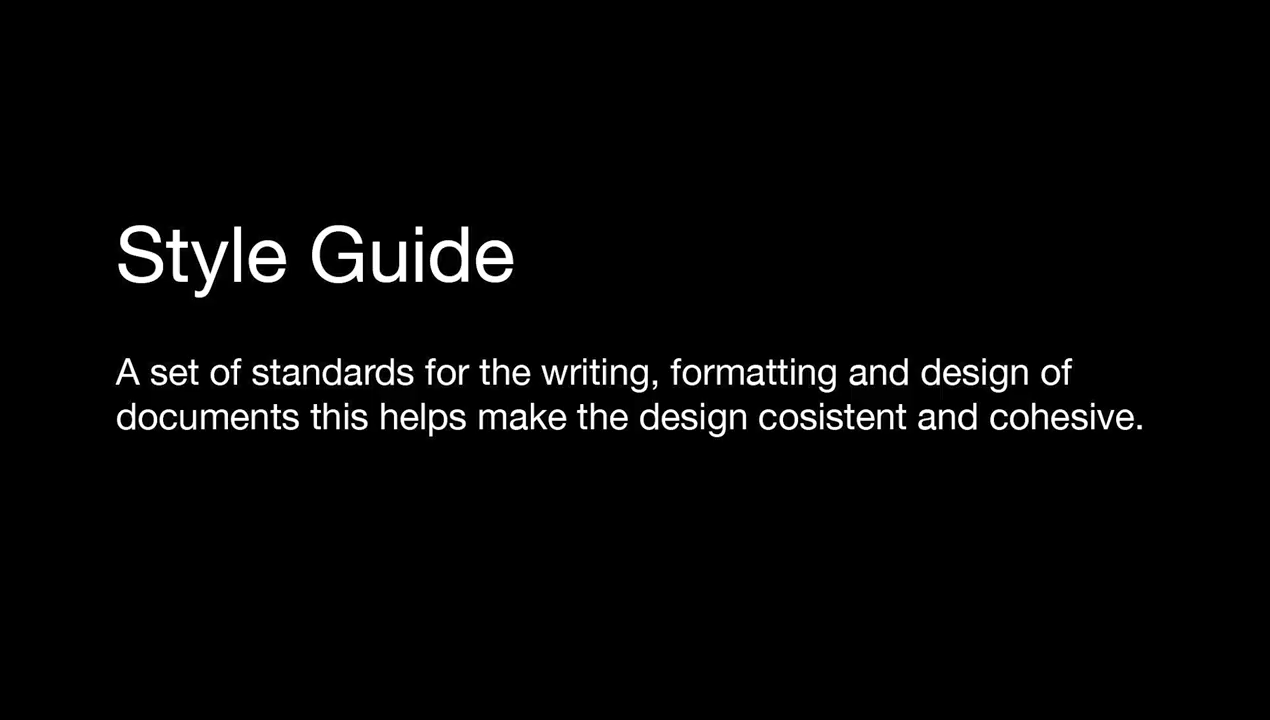 Style Guide
A set of standards for the writing, formatting and design of
documents this helps make the design cosistent and cohesive.